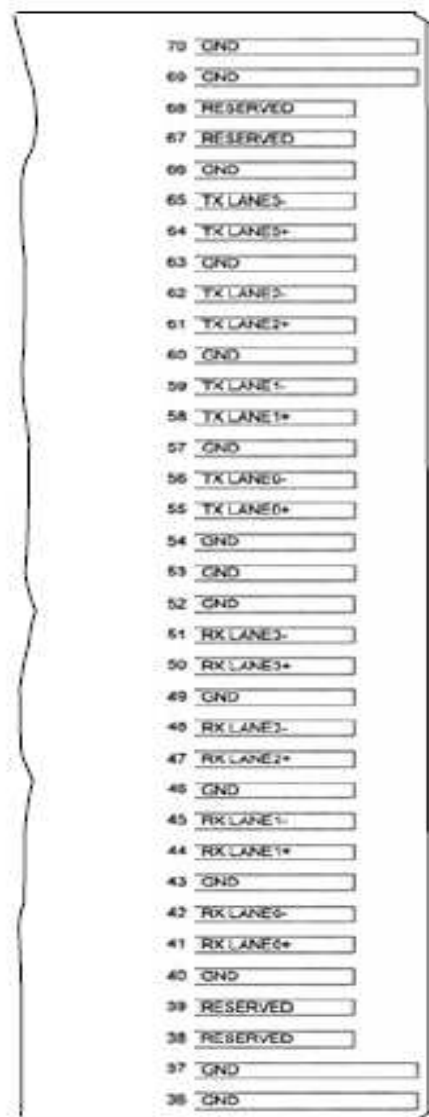 70 GND
69 GND
68 RESERVED
67 RESERVED
66 GND
65 TX LANE3-
64 TX LANE3+
63 GND
62 TX LANE2-
61 TX LANE2+
60 GND
59 TX LANE1-
58 TX LANE1+
57 GND
56 TX LANE0-
55 TX LANE0+
54 GND
53 GND
52 GND
51 RX LANE3-
50 RX LANE3+
49 GND
48 RX LANE2-
47 RX LANE2+
46 GND
45 RX LANE1-
44 RX LANE1+
43 GND
42 RX LANE0-
41 RX LANE0+
40 GND
39 RESERVED
38 RESERVED
37 GND
36 GND